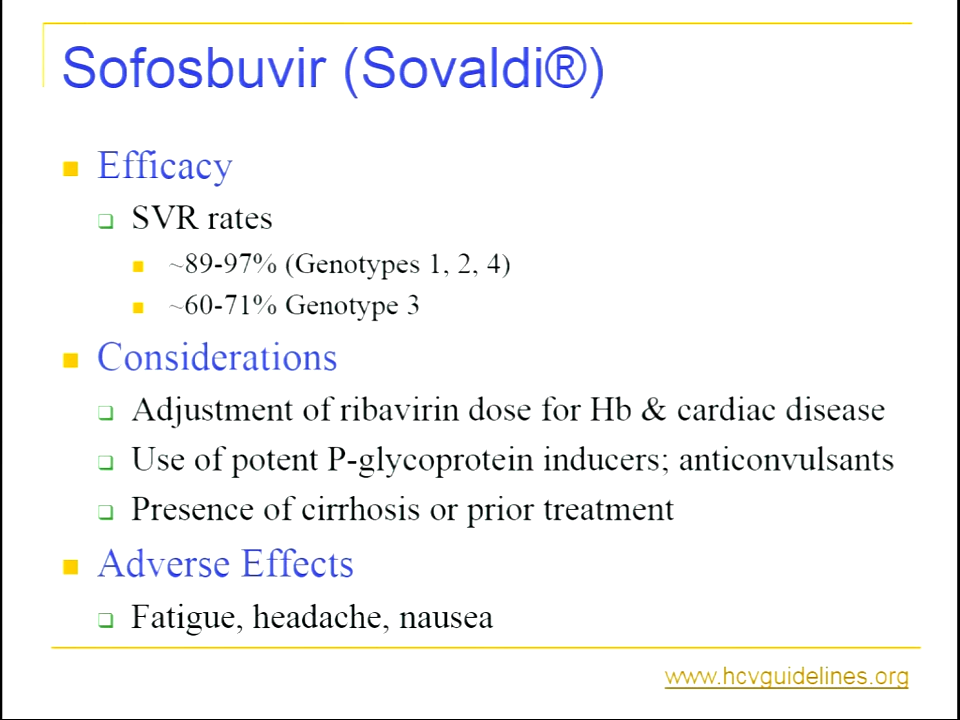 Sofosbuvir (Sovaldi®)
Efficacy
SVR rates
~89-97% (Genotypes 1, 2, 4)
~60-71% Genotype 3
Considerations
Adjustment of ribavirin dose for Hb & cardiac disease
Use of potent P-glycoprotein inducers; anticonvulsants
Presence of cirrhosis or prior treatment
Adverse Effects
Fatigue, headache, nausea
www.hcvguidelines.org